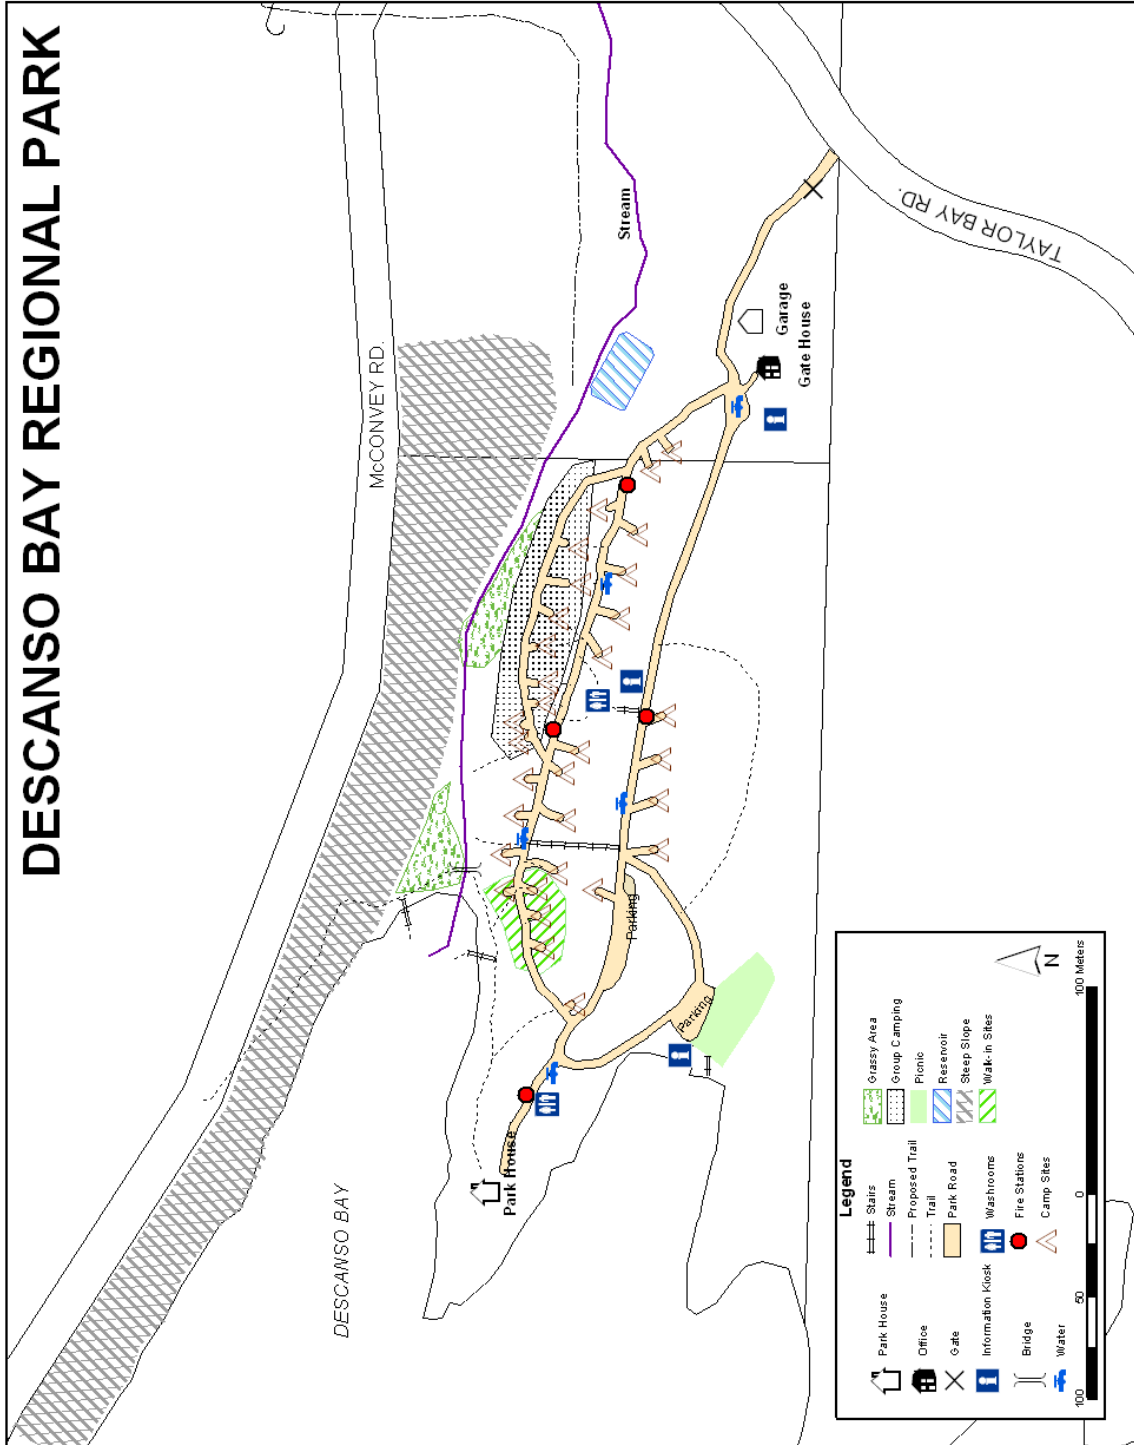 DESCANSO BAY REGIONAL PARK
McCONVEY RD.
Stream
TAYLOR BAY RD.
Garage
Gate House
Parking
Parking
Park House
DESCANSO BAY
Legend
Park House
Office
Gate
Information Kiosk
Bridge
Water
Stairs
Stream
Proposed Trail
Trail
Park Road
Washrooms
Fire Stations
Camp Sites
Grassy Area
Group Camping
Picnic
Reservoir
Steep Slope
Walk-in Sites
N
100 50 0 100 Meters